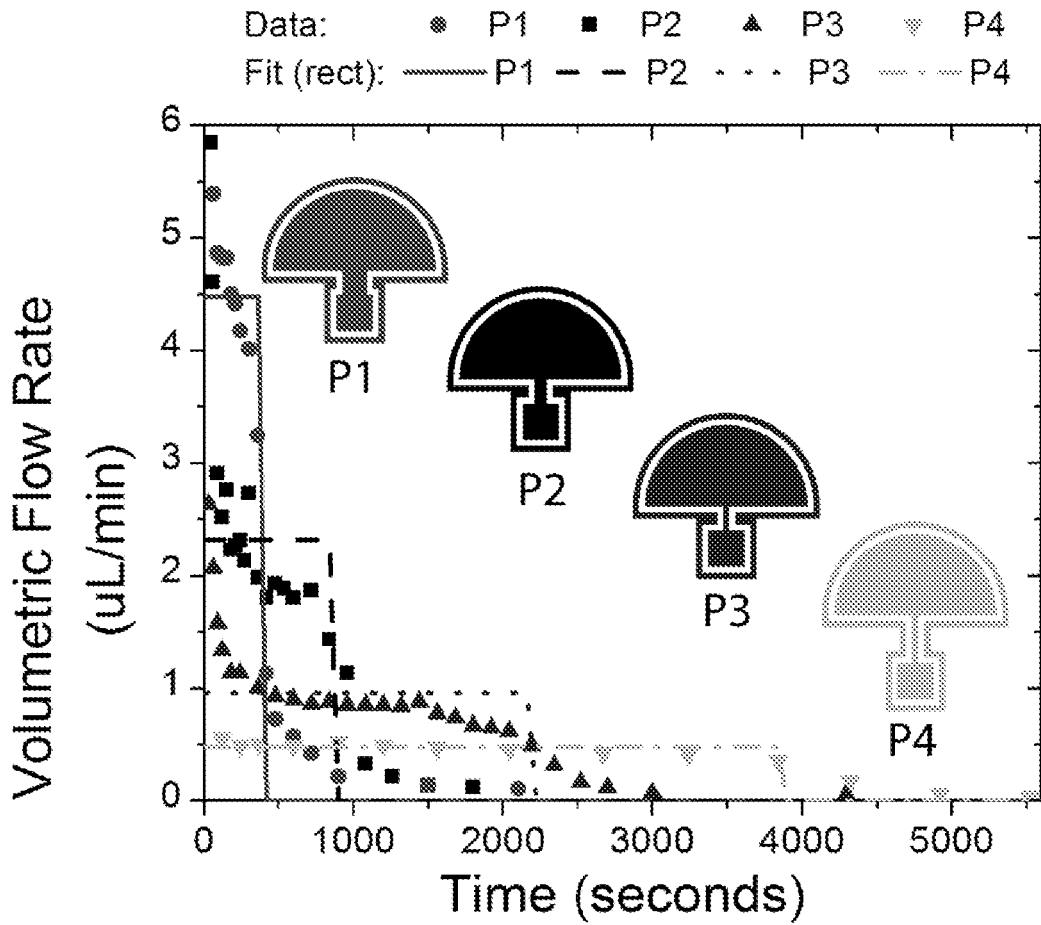 Data: P1 P2 P3 P4
Fit (rect): P1 P2 P3 P4
Volumetric Flow Rate
(uL/min)
6
5
4
3
2
1
0
P1
P2
P3
P4
0 1000 2000 3000 4000 5000
Time (seconds)